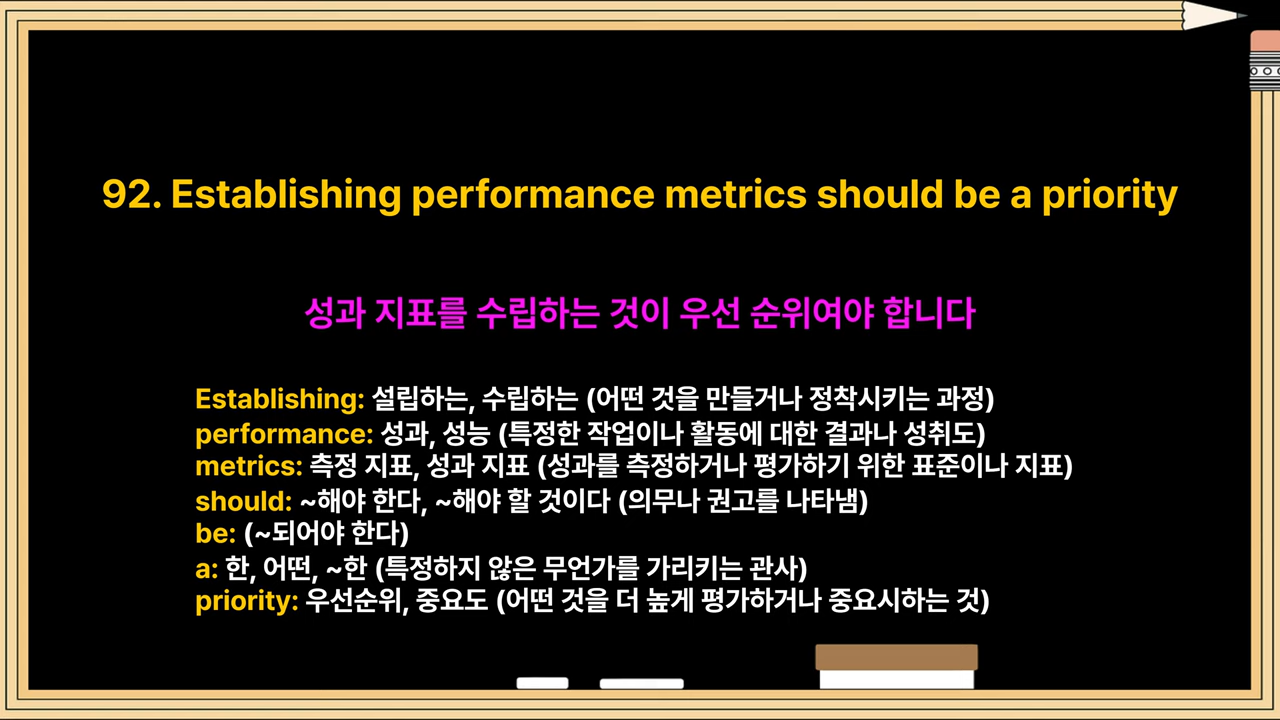 92. Establishing performance metrics should be a priority
성과 지표를 수립하는 것이 우선 순위여야 합니다
Establishing: 설립하는, 수립하는 (어떤 것을 만들거나 정착시키는 과정)
performance: 성과, 성능 (특정한 작업이나 활동에 대한 결과나 성취도)
metrics: 측정 지표, 성과 지표 (성과를 측정하거나 평가하기 위한 표준이나 지표)
should: ~해야 한다, ~해야 할 것이다 (의무나 권고를 나타냄)
be: (~되어야 한다)
a: 한, 어떤, ~한 (특정하지 않은 무언가를 가리키는 관사)
priority: 우선순위, 중요도 (어떤 것을 더 높게 평가하거나 중요시하는 것)